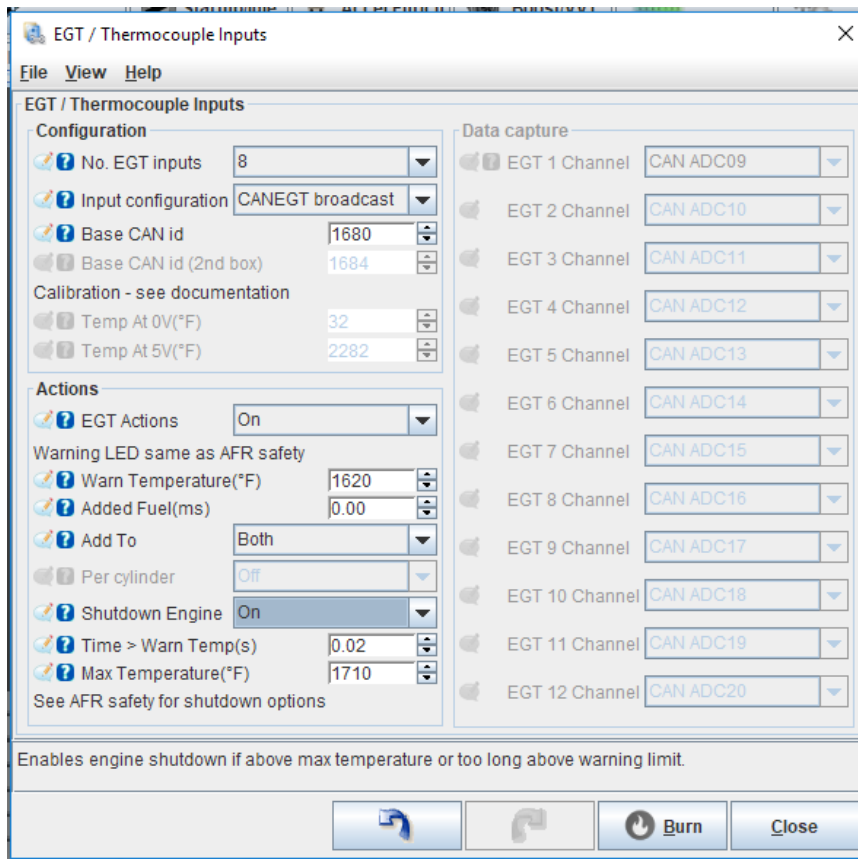 EGT / Thermocouple Inputs
File View Help
EGT / Thermocouple Inputs
Configuration
No. EGT inputs 8
Input configuration CANEGT broadcast
Base CAN id 1680
Base CAN id (2nd box) 1684
Calibration - see documentation
Temp At 0V(°F) 32
Temp At 5V(°F) 2282
Actions
EGT Actions On
Warning LED same as AFR safety
Warn Temperature(°F) 1620
Added Fuel(ms) 0.00
Add To Both
Per cylinder Off
Shutdown Engine On
Time > Warn Temp(s) 0.02
Max Temperature(°F) 1710
See AFR safety for shutdown options
Data capture
EGT 1 Channel CAN ADC09
EGT 2 Channel CAN ADC10
EGT 3 Channel CAN ADC11
EGT 4 Channel CAN ADC12
EGT 5 Channel CAN ADC13
EGT 6 Channel CAN ADC14
EGT 7 Channel CAN ADC15
EGT 8 Channel CAN ADC16
EGT 9 Channel CAN ADC17
EGT 10 Channel CAN ADC18
EGT 11 Channel CAN ADC19
EGT 12 Channel CAN ADC20
Enables engine shutdown if above max temperature or too long above warning limit.
Burn
Close